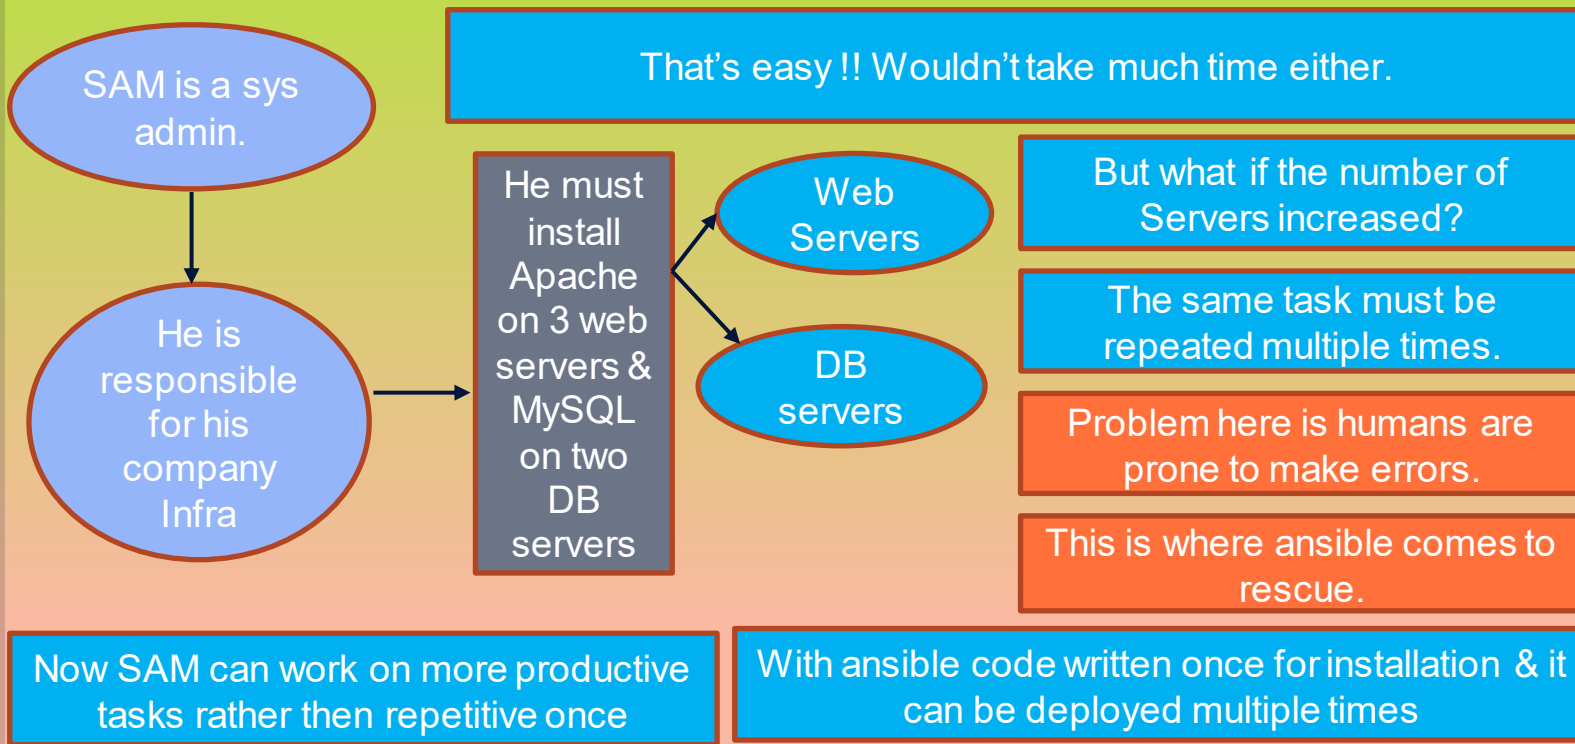 SAM is a sys
admin.
That's easy !! Wouldn't take much time either.
He is
responsible
for his
company
Infra
He must
install
Apache
on 3 web
servers &
MySQL
on two
DB
servers
Web
Servers
DB
servers
But what if the number of
Servers increased?
The same task must be
repeated multiple times.
Problem here is humans are
prone to make errors.
This is where ansible comes to
rescue.
Now SAM can work on more productive
tasks rather then repetitive once
With ansible code written once for installation & it
can be deployed multiple times